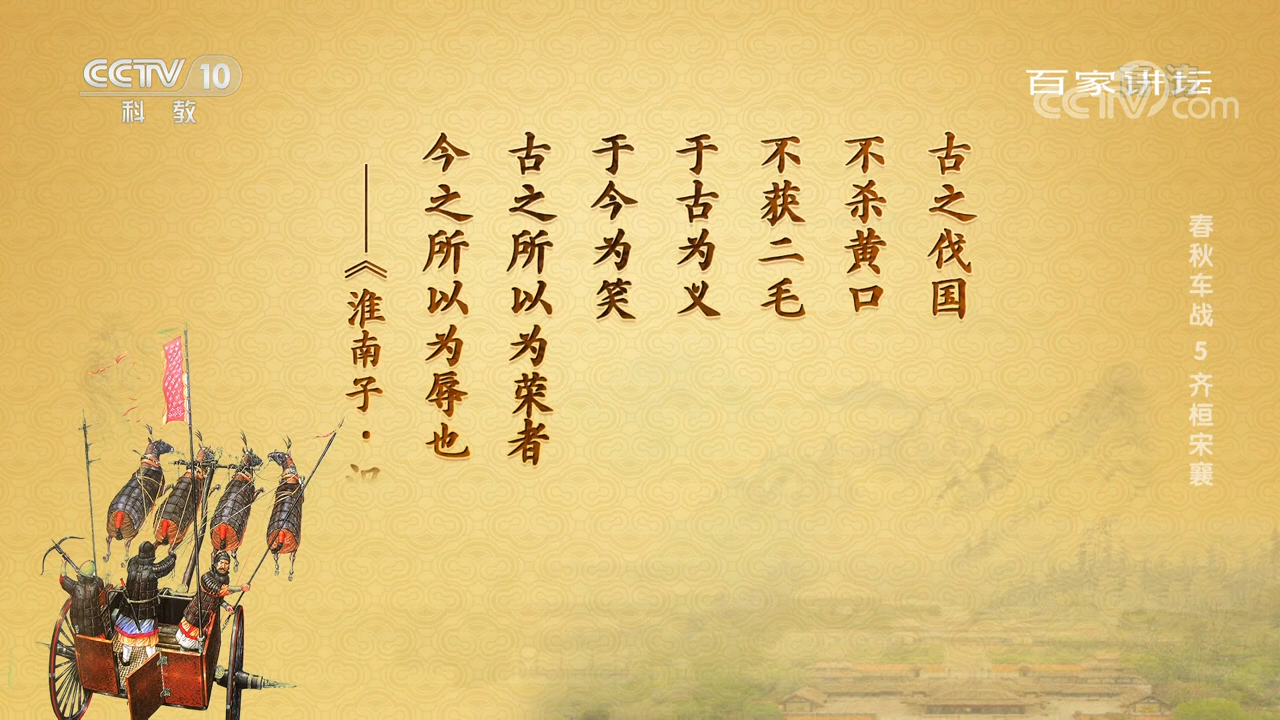 CCTV 10
科教
百家讲坛
CCTV.com
古之伐国
不杀黄口
不获二毛
于古为义
于今为笑
古之所以为荣者
今之所以为辱也
——《淮南子·
春秋车战 5 齐桓宋襄